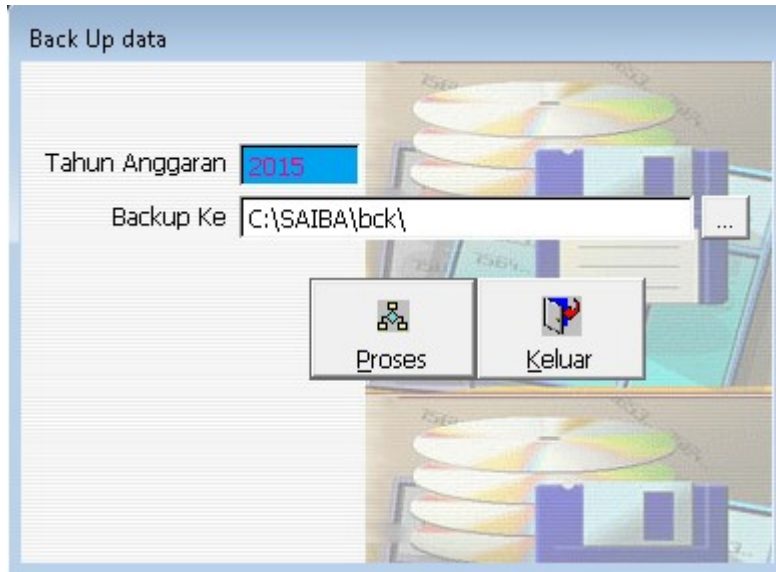 Back Up data
Tahun Anggaran 2015
Backup Ke C:\SAIBA\bck\ ...
Proses Keluar